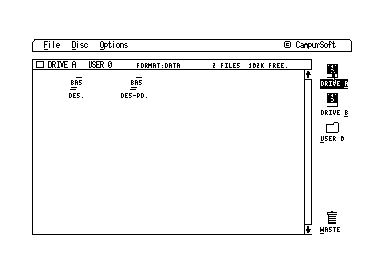 File Disc Options © CampurSoft
DRIVE A USER 0 FORMAT:DATA 2 FILES 102K FREE.
BAS BAS
DES. DES-PD.
DRIVE A
DRIVE B
USER 0
WASTE